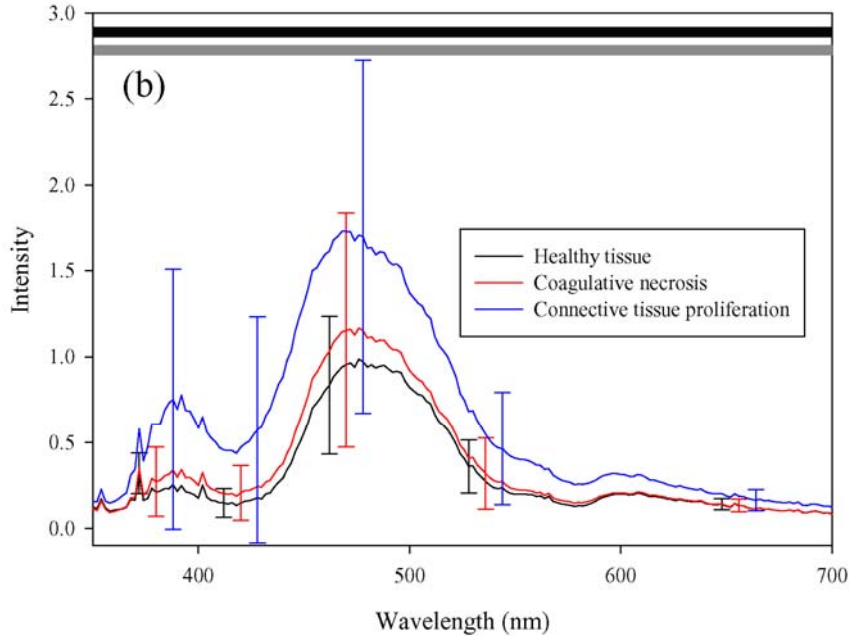 3.0
(b)
2.5
2.0
Intensity
1.5
Healthy tissue
Coagulative necrosis
Connective tissue proliferation
1.0
0.5
0.0
400 500 600 700
Wavelength (nm)